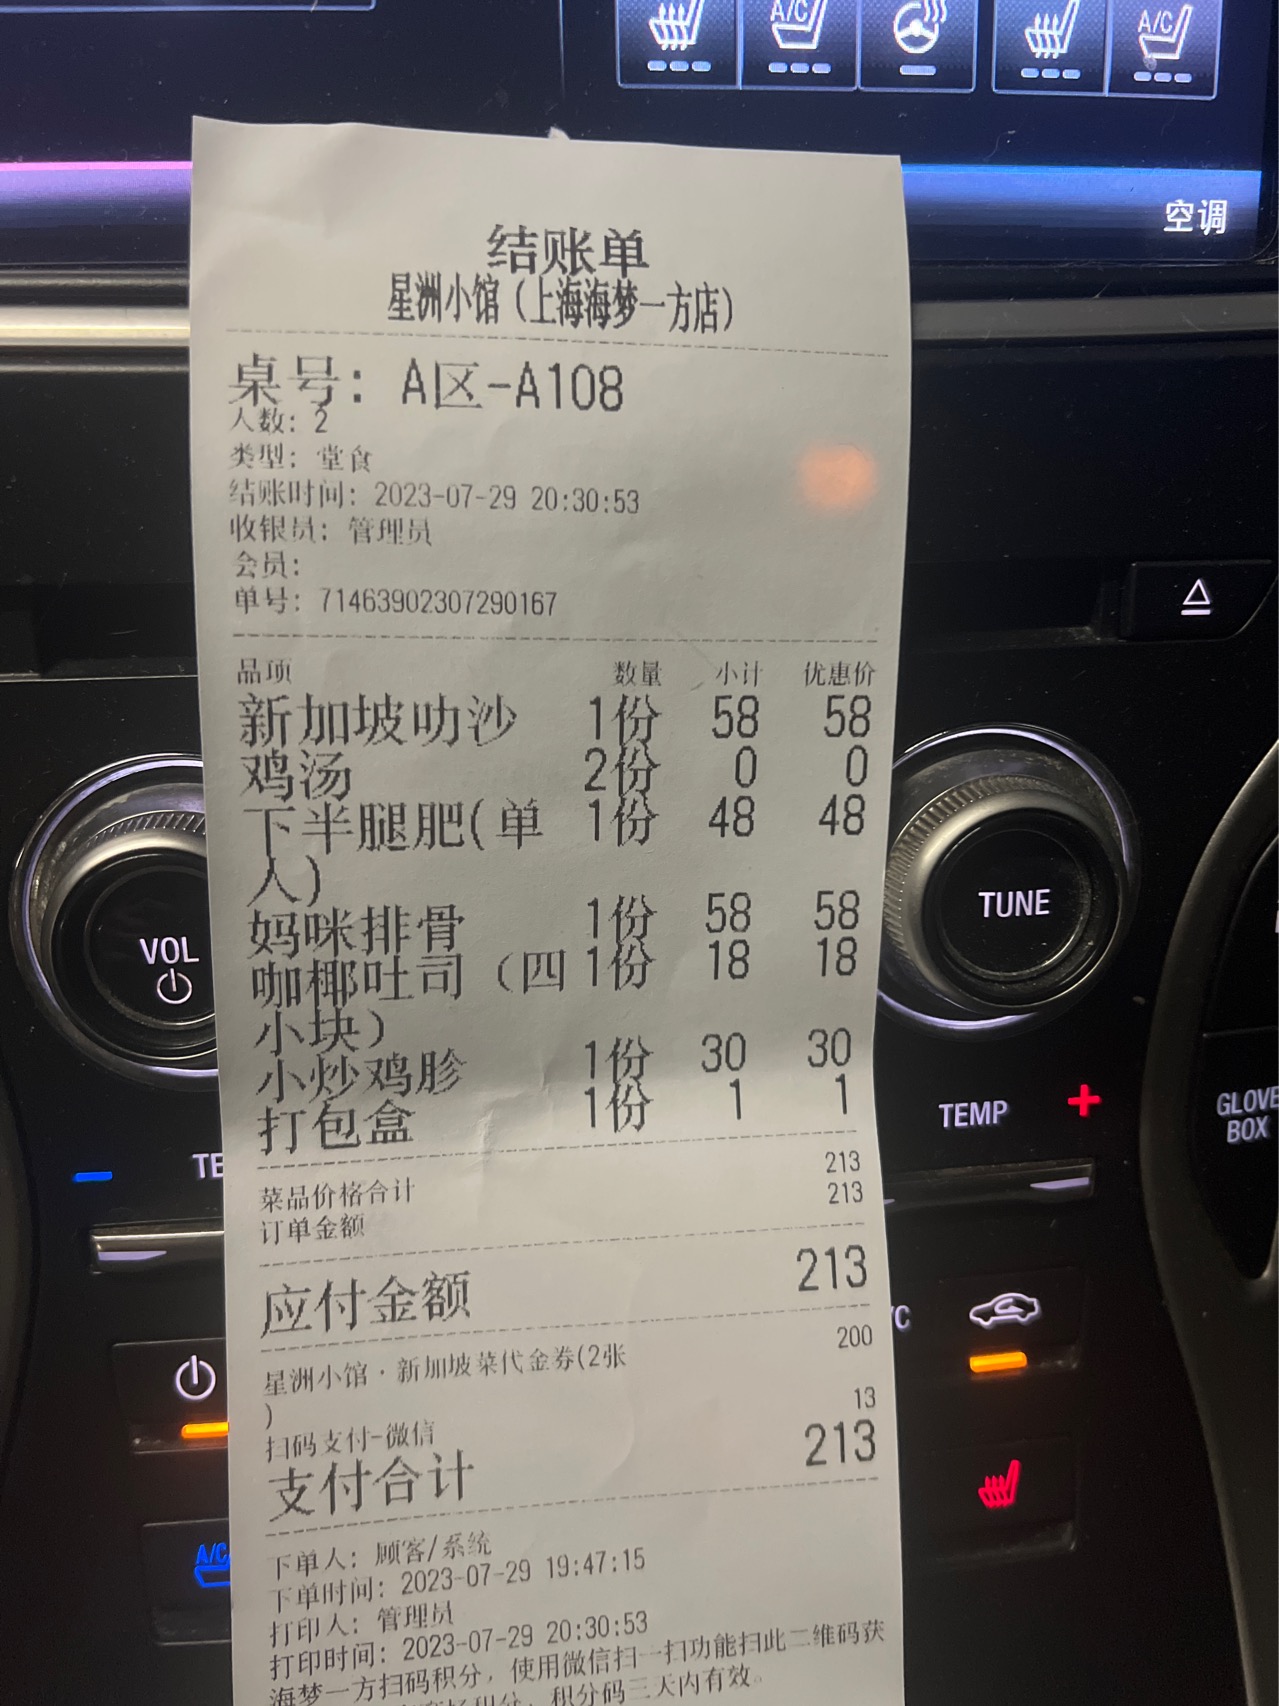 A/C
A/C
空调
结账单
星洲小馆（上海海梦一方店）
桌号：A区-A108
人数：2
类型：堂食
结账时间：2023-07-29 20:30:53
收银员：管理员
会员：
单号：71463902307290167
品项 数量 小计 优惠价
新加坡叻沙 1份 58 58
鸡汤 2份 0 0
下半腿肥(单 1份 48 48
人)
妈咪排骨 1份 58 58
咖椰吐司（四 1份 18 18
小块）
小炒鸡胗 1份 30 30
打包盒 1份 1 1
菜品价格合计 213
订单金额 213
应付金额 213
星洲小馆·新加坡菜代金券(2张 200
)
扫码支付-微信 13
支付合计 213
下单人：顾客/系统
下单时间：2023-07-29 19:47:15
打印人：管理员
打印时间：2023-07-29 20:30:53
海梦一方扫码积分，使用微信扫一扫功能扫此二维码获
积分，积分码三天内有效。
VOL
TUNE
TEMP +
GLOVE
BOX
A/C